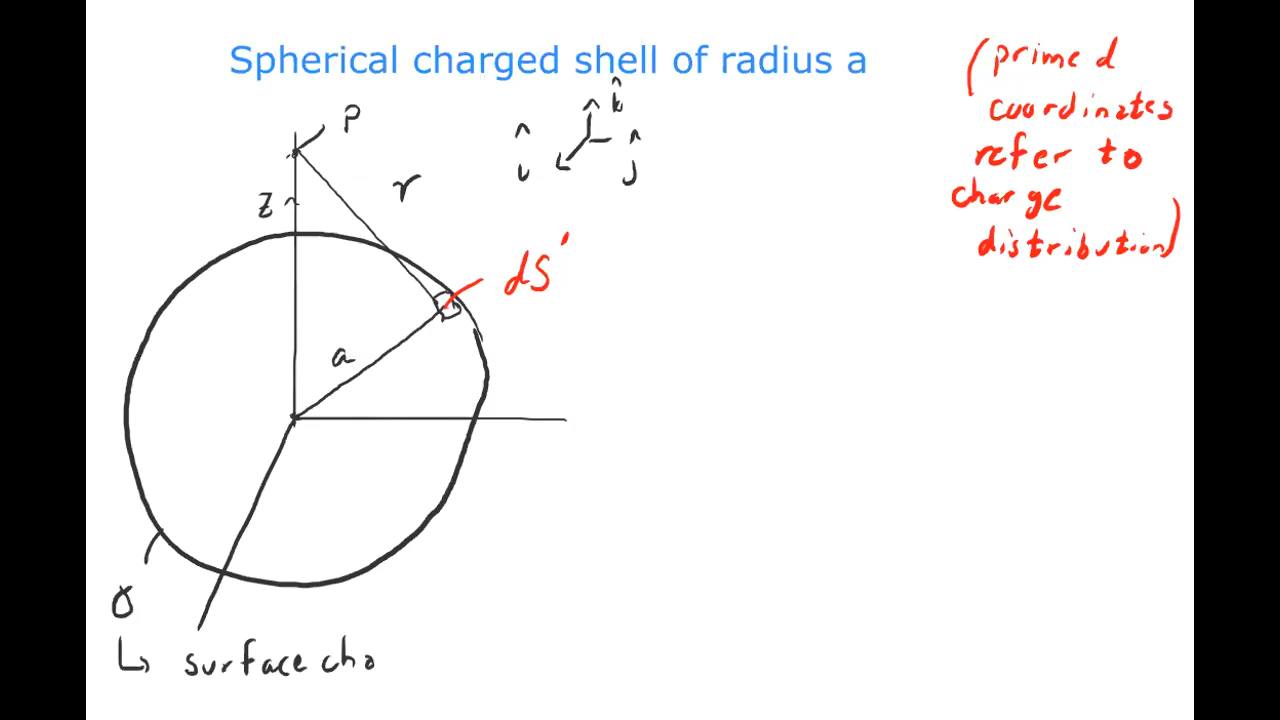 Spherical charged shell of radius a
(primed
coordinates
refer to
charge
distribution)
P
k̂
î
ĵ
r
z
dS'
a
σ
↳ surface cha